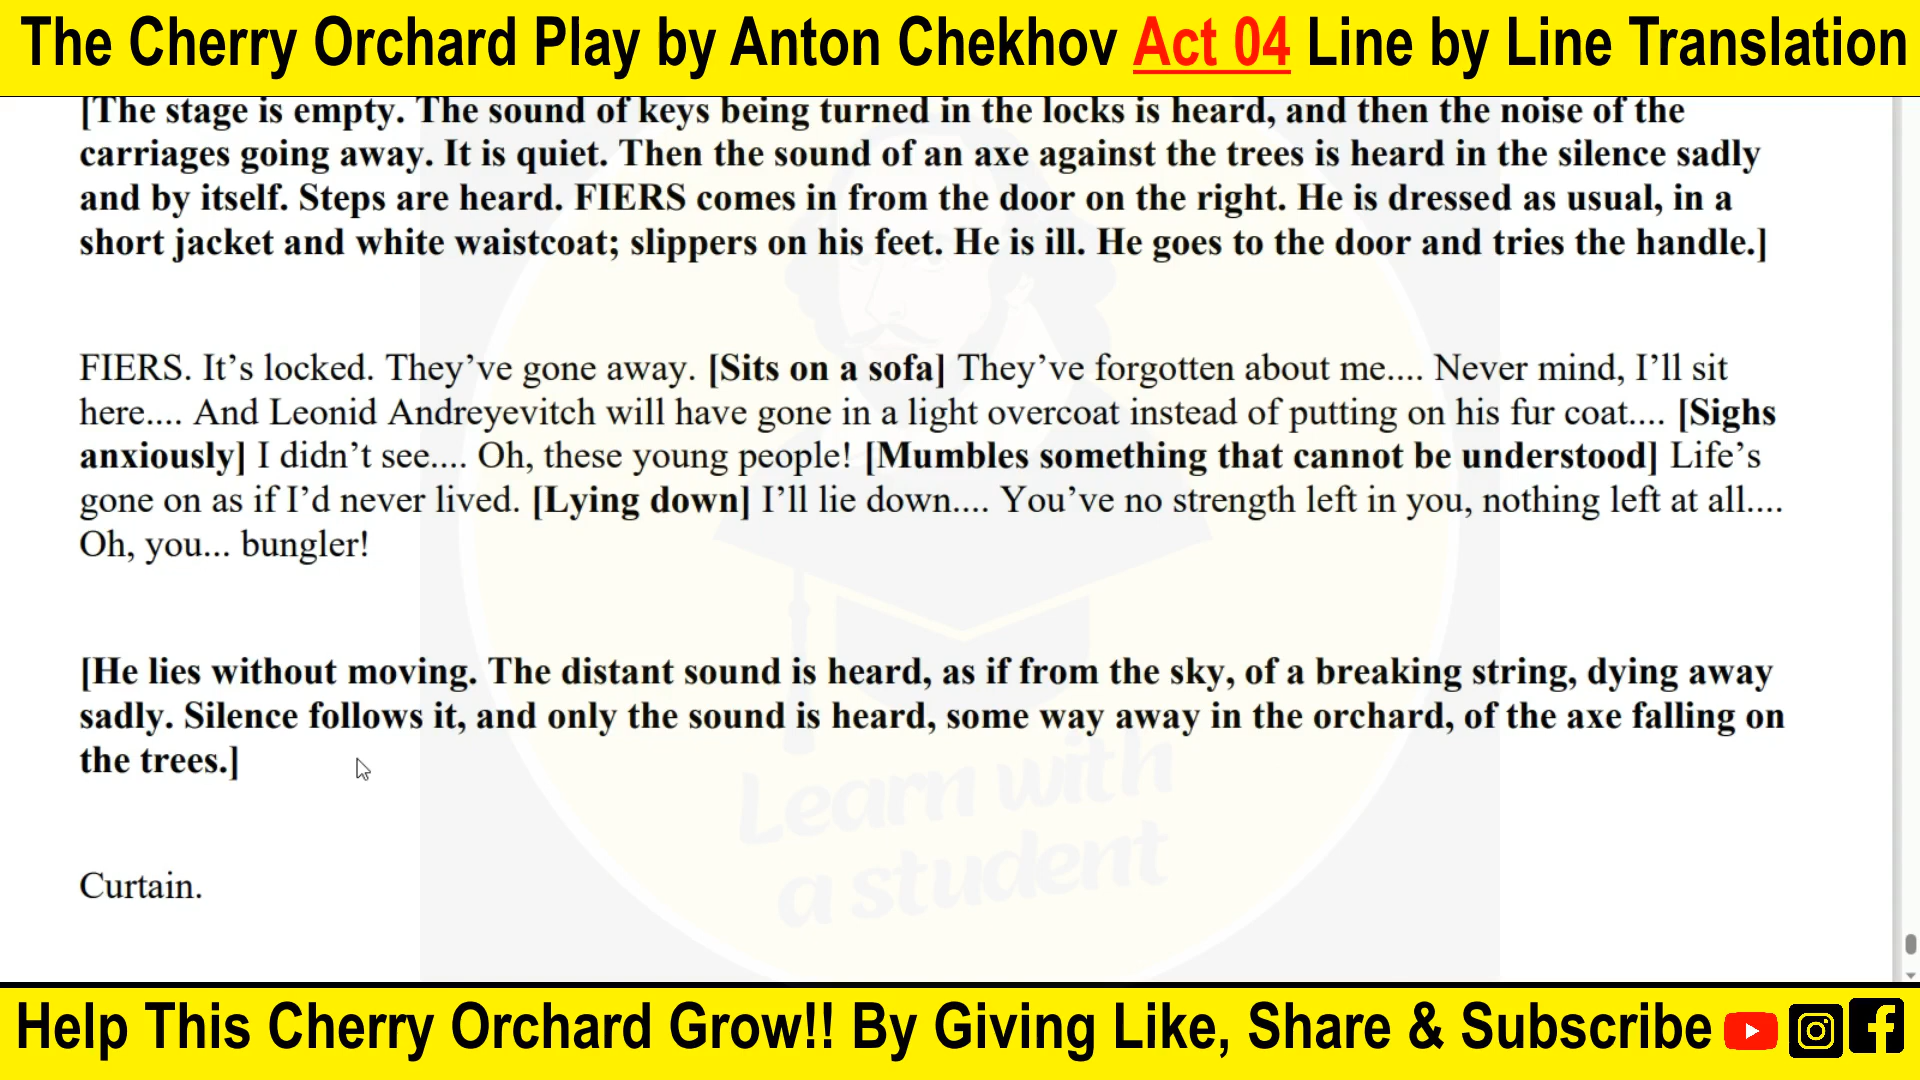 The Cherry Orchard Play by Anton Chekhov Act 04 Line by Line Translation
[The stage is empty. The sound of keys being turned in the locks is heard, and then the noise of the
carriages going away. It is quiet. Then the sound of an axe against the trees is heard in the silence sadly
and by itself. Steps are heard. FIERS comes in from the door on the right. He is dressed as usual, in a
short jacket and white waistcoat; slippers on his feet. He is ill. He goes to the door and tries the handle.]
FIERS. It’s locked. They’ve gone away. [Sits on a sofa] They’ve forgotten about me.... Never mind, I’ll sit
here.... And Leonid Andreyevitch will have gone in a light overcoat instead of putting on his fur coat.... [Sighs
anxiously] I didn’t see.... Oh, these young people! [Mumbles something that cannot be understood] Life’s
gone on as if I’d never lived. [Lying down] I’ll lie down.... You’ve no strength left in you, nothing left at all....
Oh, you... bungler!
[He lies without moving. The distant sound is heard, as if from the sky, of a breaking string, dying away
sadly. Silence follows it, and only the sound is heard, some way away in the orchard, of the axe falling on
the trees.]
Learn with
a student
Curtain.
Help This Cherry Orchard Grow!! By Giving Like, Share & Subscribe